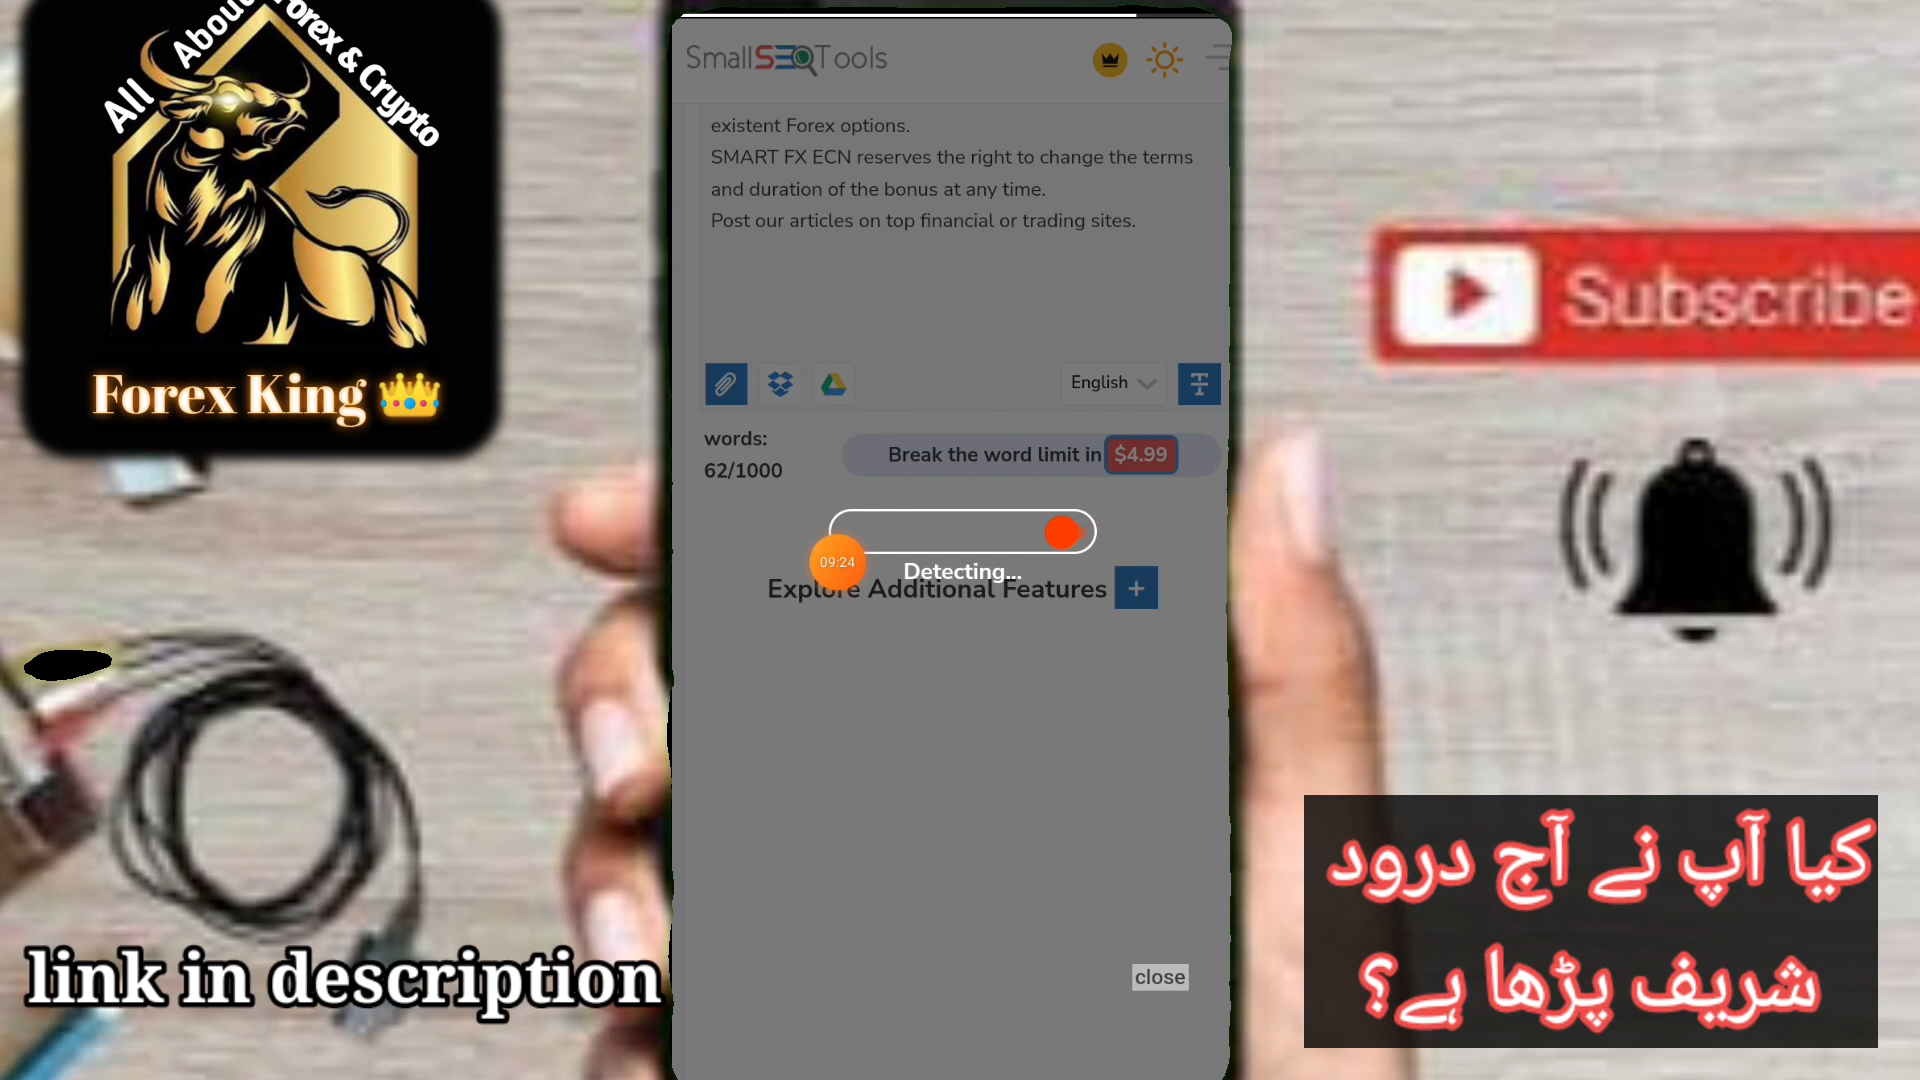 All About Forex & Crypto
Forex King
SmallSEOTools
existent Forex options.
SMART FX ECN reserves the right to change the terms
and duration of the bonus at any time.
Post our articles on top financial or trading sites.
English
words:
62/1000
Break the word limit in $4.99
09:24
Detecting...
Explore Additional Features +
close
Subscribe
link in description
کیا آپ نے آج درود
شریف پڑھا ہے؟